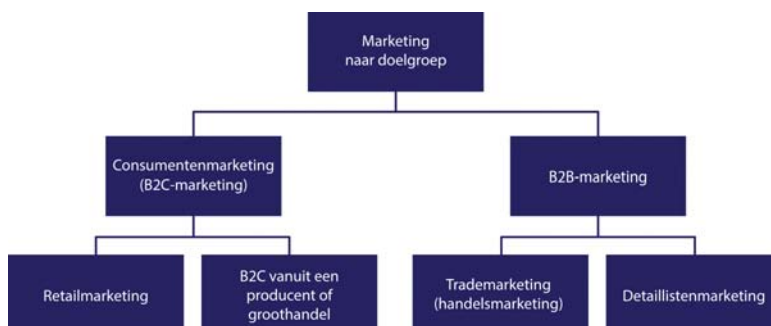 Marketing
naar doelgroep
Consumentenmarketing
(B2C-marketing)
B2B-marketing
Retailmarketing
B2C vanuit een
producent of
groothandel
Trademarketing
(handelsmarketing)
Detaillistenmarketing